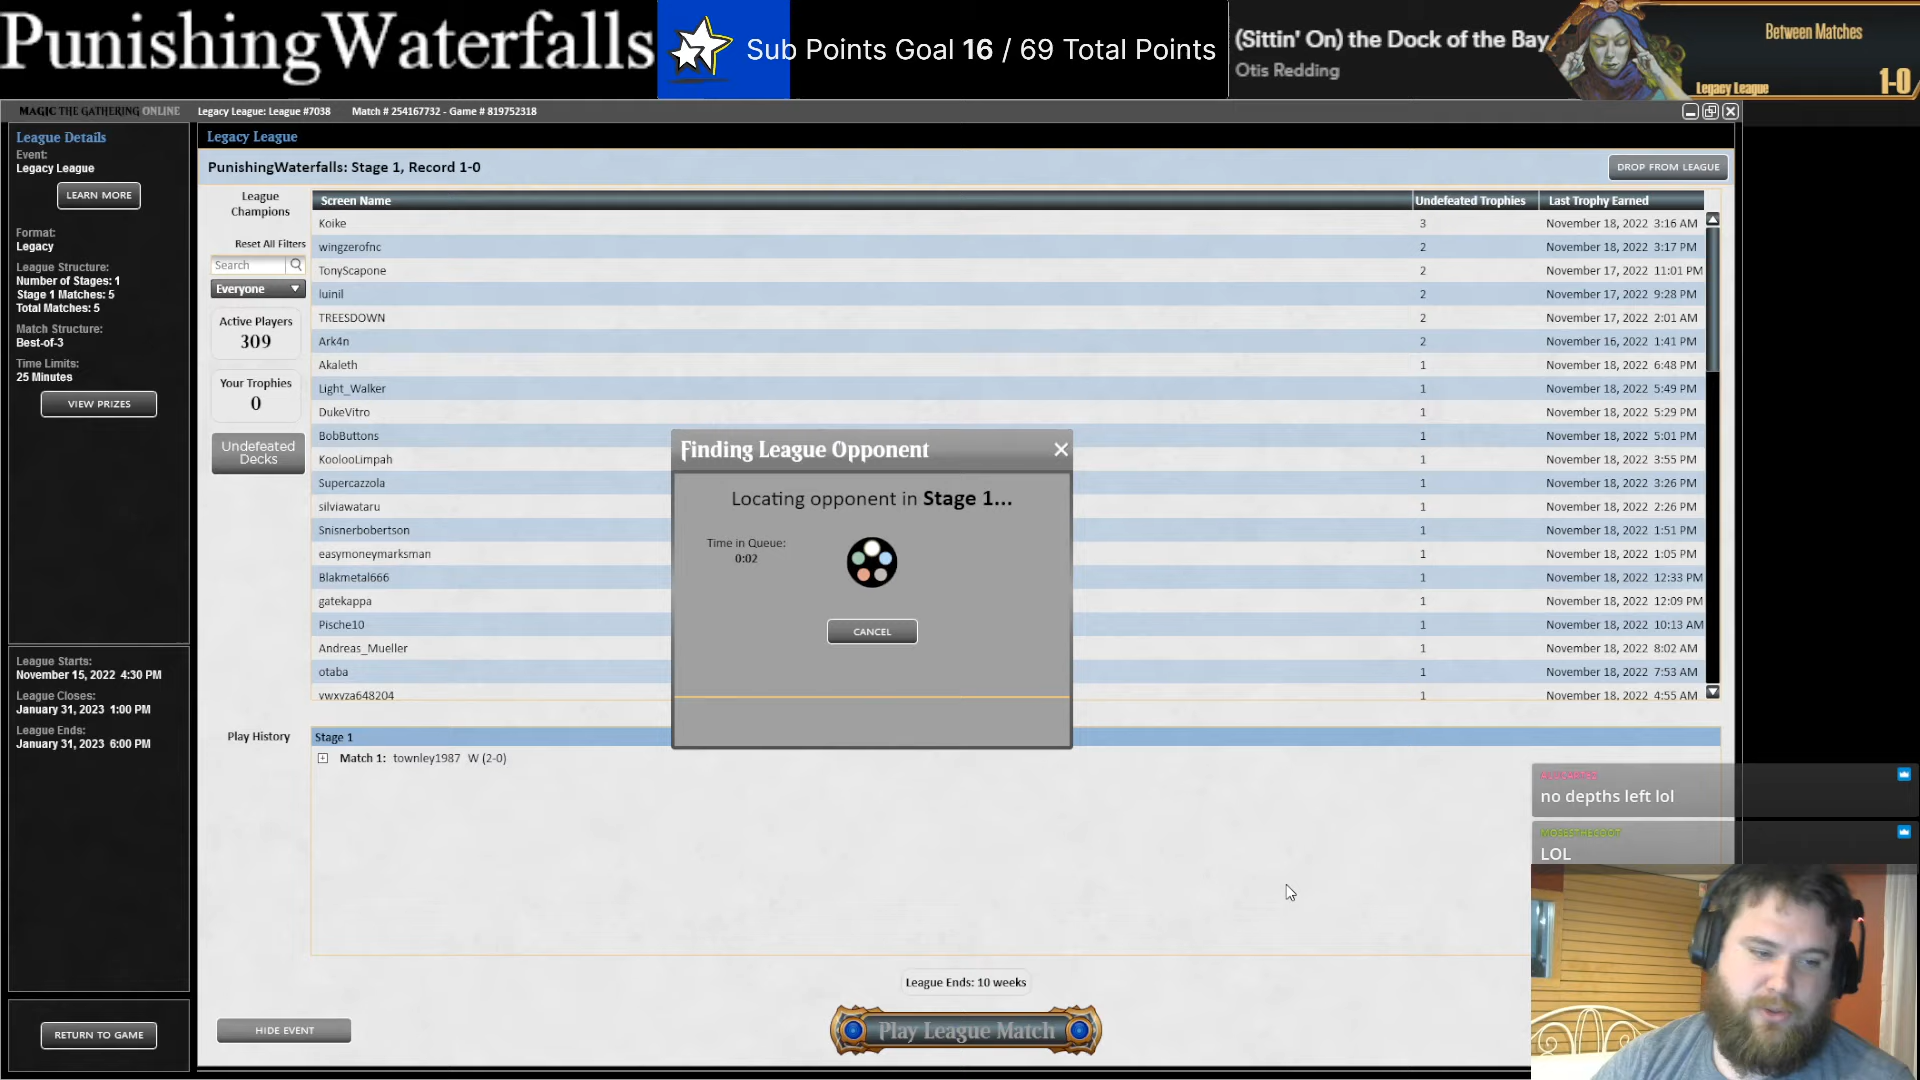 PunishingWaterfalls
Sub Points Goal 16 / 69 Total Points
(Sittin' On) the Dock of the Bay
Otis Redding
Between Matches
Legacy League
1-0
MAGIC THE GATHERING ONLINE
Legacy League: League #7038
Match # 254167732 - Game # 819752318
League Details
Event:
Legacy League
LEARN MORE
Format:
Legacy
League Structure:
Number of Stages: 1
Stage 1 Matches: 5
Total Matches: 5
Match Structure:
Best-of-3
Time Limits:
25 Minutes
VIEW PRIZES
League Starts:
November 15, 2022 4:30 PM
League Closes:
January 31, 2023 1:00 PM
League Ends:
January 31, 2023 6:00 PM
RETURN TO GAME
Legacy League
PunishingWaterfalls: Stage 1, Record 1-0
DROP FROM LEAGUE
League
Champions
Reset All Filters
Search
Everyone
Active Players
309
Your Trophies
0
Undefeated
Decks
Screen Name Undefeated Trophies Last Trophy Earned
Koike 3 November 18, 2022 3:16 AM
wingzerofnc 2 November 18, 2022 3:17 PM
TonyScapone 2 November 17, 2022 11:01 PM
luinil 2 November 17, 2022 9:28 PM
TREESDOWN 2 November 17, 2022 2:01 AM
Ark4n 2 November 16, 2022 1:41 PM
Akaleth 1 November 18, 2022 6:48 PM
Light_Walker 1 November 18, 2022 5:49 PM
DukeVitro 1 November 18, 2022 5:29 PM
BobButtons 1 November 18, 2022 5:01 PM
KoolooLimpah 1 November 18, 2022 3:55 PM
Supercazzola 1 November 18, 2022 3:26 PM
silviawataru 1 November 18, 2022 2:26 PM
Snisnerbobertson 1 November 18, 2022 1:51 PM
easymoneymarksman 1 November 18, 2022 1:05 PM
Blakmetal666 1 November 18, 2022 12:33 PM
gatekappa 1 November 18, 2022 12:09 PM
Pische10 1 November 18, 2022 10:13 AM
Andreas_Mueller 1 November 18, 2022 8:02 AM
otaba 1 November 18, 2022 7:53 AM
vwxyza648204 1 November 18, 2022 4:55 AM
Finding League Opponent
Locating opponent in Stage 1...
Time in Queue:
0:02
CANCEL
Play History
Stage 1
Match 1: townley1987 W (2-0)
no depths left lol
LOL
League Ends: 10 weeks
HIDE EVENT
Play League Match